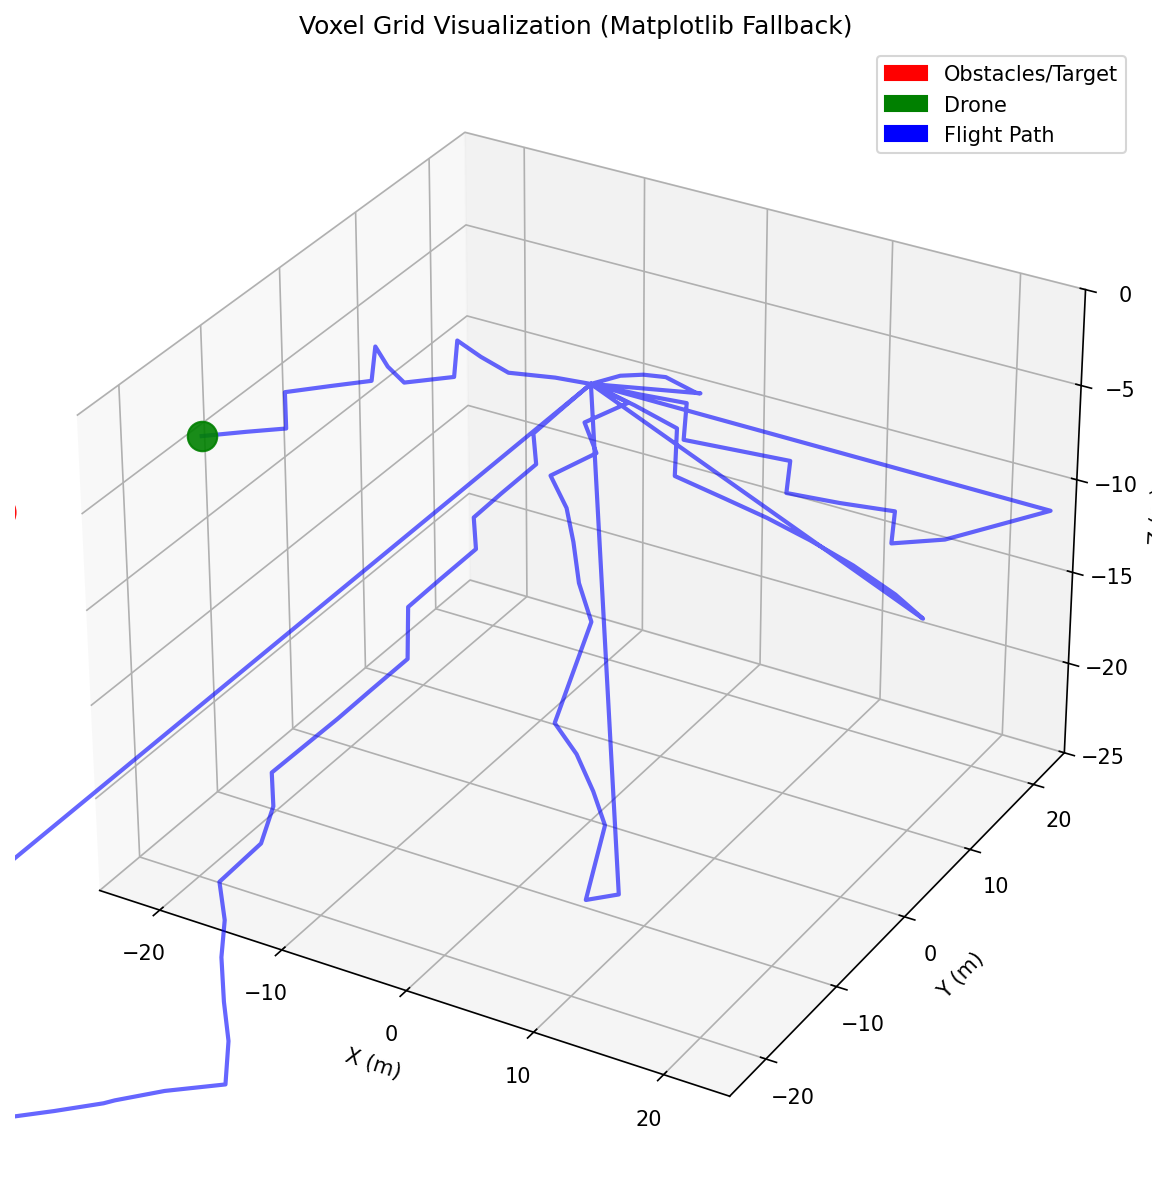 Voxel Grid Visualization (Matplotlib Fallback)
Obstacles/Target
Drone
Flight Path
0
−5
−10
−15
−20
−25
20
10
0
−10
−20
Y (m)
−20
−10
0
10
20
X (m)